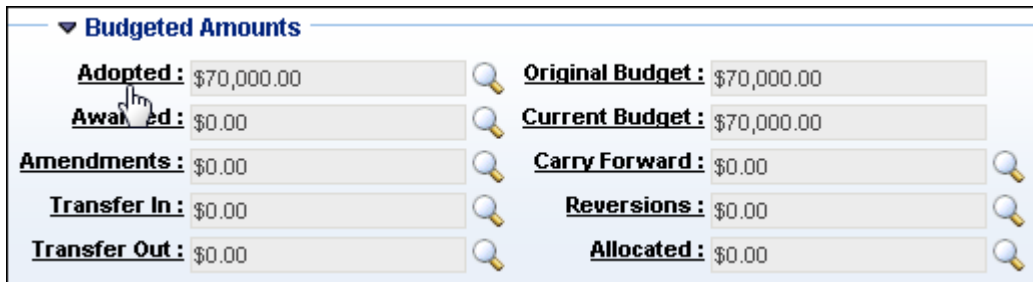 Budgeted Amounts
Adopted : $70,000.00 Original Budget : $70,000.00
Awarded : $0.00 Current Budget : $70,000.00
Amendments : $0.00 Carry Forward : $0.00
Transfer In : $0.00 Reversions : $0.00
Transfer Out : $0.00 Allocated : $0.00